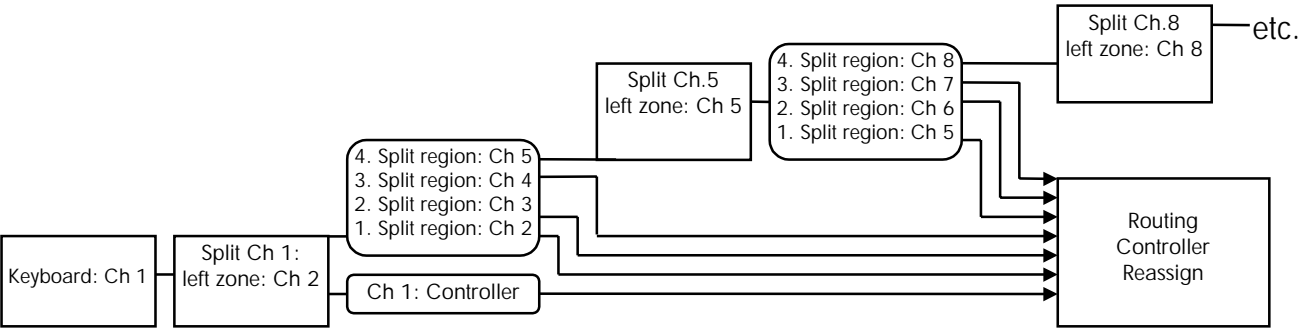 Keyboard: Ch 1
Split Ch 1:
left zone: Ch 2
4. Split region: Ch 5
3. Split region: Ch 4
2. Split region: Ch 3
1. Split region: Ch 2
Ch 1: Controller
Split Ch.5
left zone: Ch 5
4. Split region: Ch 8
3. Split region: Ch 7
2. Split region: Ch 6
1. Split region: Ch 5
Split Ch.8
left zone: Ch 8
etc.
Routing
Controller
Reassign